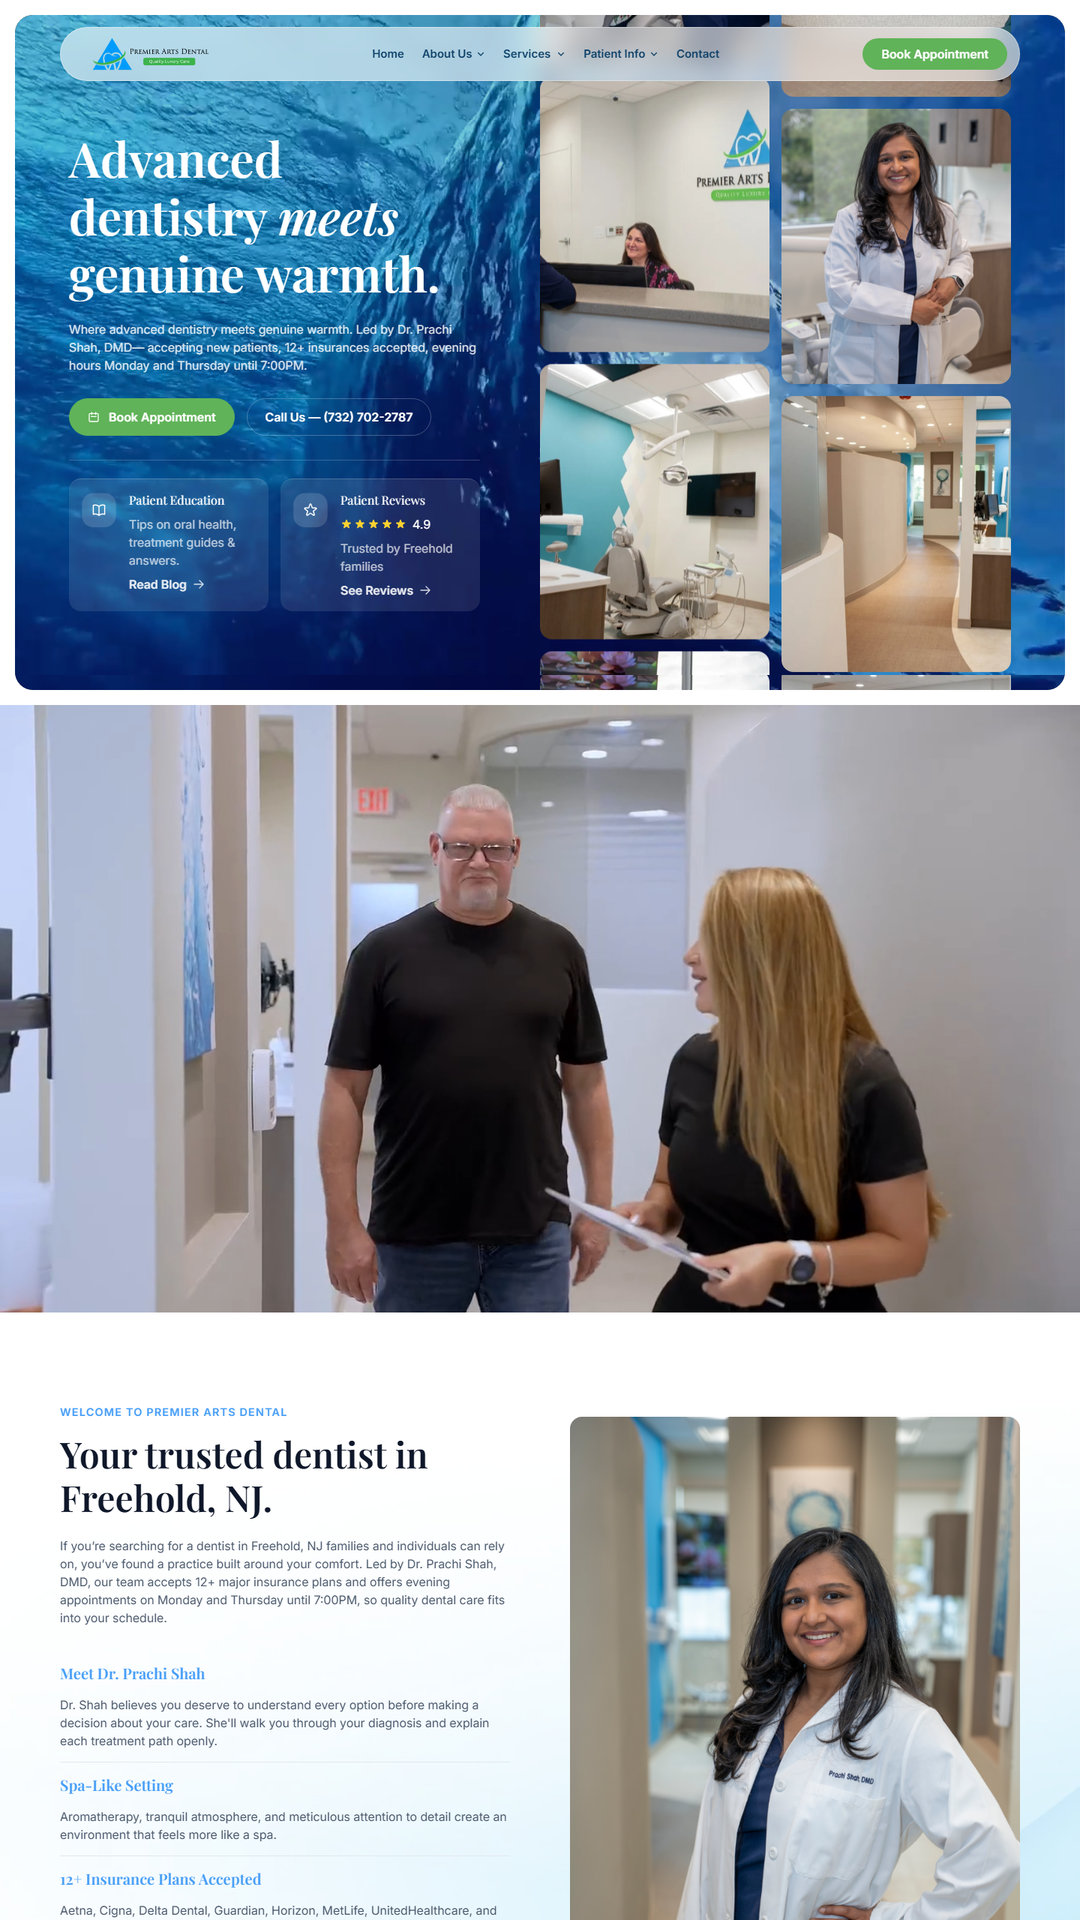 PREMIER ARTS DENTAL
Quality Luxury Care
Home
About Us
Services
Patient Info
Contact
Book Appointment
Advanced
dentistry meets
genuine warmth.
Where advanced dentistry meets genuine warmth. Led by Dr. Prachi
Shah, DMD— accepting new patients, 12+ insurances accepted, evening
hours Monday and Thursday until 7:00PM.
Book Appointment
Call Us — (732) 702-2787
Patient Education
Tips on oral health,
treatment guides &
answers.
Read Blog →
Patient Reviews
★★★★★ 4.9
Trusted by Freehold
families
See Reviews →
PREMIER ARTS
QUALITY LUXURY
EXIT
WELCOME TO PREMIER ARTS DENTAL
Your trusted dentist in
Freehold, NJ.
If you're searching for a dentist in Freehold, NJ families and individuals can rely
on, you've found a practice built around your comfort. Led by Dr. Prachi Shah,
DMD, our team accepts 12+ major insurance plans and offers evening
appointments on Monday and Thursday until 7:00PM, so quality dental care fits
into your schedule.
Meet Dr. Prachi Shah
Dr. Shah believes you deserve to understand every option before making a
decision about your care. She'll walk you through your diagnosis and explain
each treatment path openly.
Spa-Like Setting
Aromatherapy, tranquil atmosphere, and meticulous attention to detail create an
environment that feels more like a spa.
12+ Insurance Plans Accepted
Aetna, Cigna, Delta Dental, Guardian, Horizon, MetLife, UnitedHealthcare, and
Prachi Shah, DMD